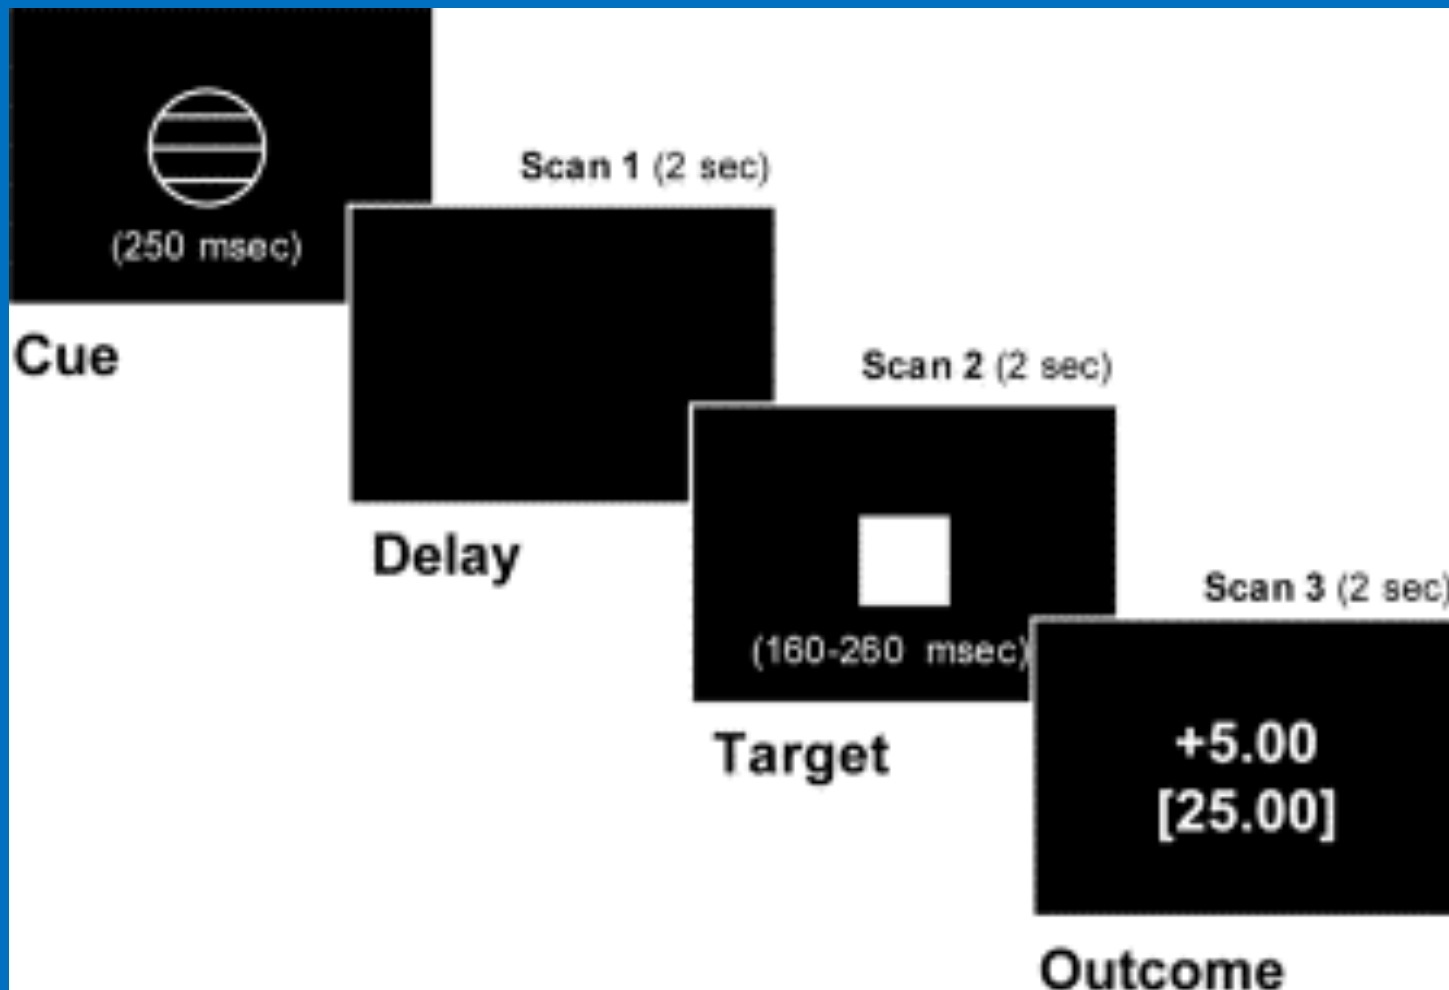 (250 msec)
Cue
Scan 1 (2 sec)
Delay
Scan 2 (2 sec)
(160-260 msec)
Target
Scan 3 (2 sec)
+5.00
[25.00]
Outcome